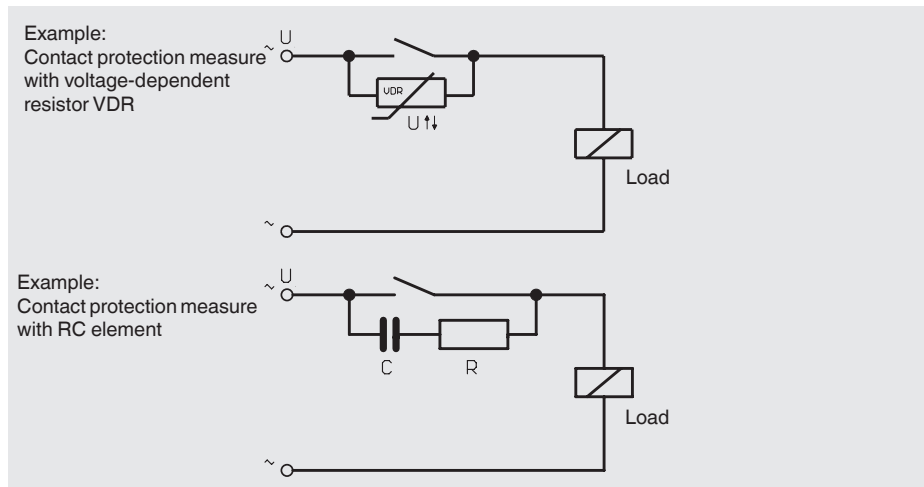 Example:
Contact protection measure
with voltage-dependent
resistor VDR
~ U
VDR
U ↑↓
Load
~
Example:
Contact protection measure
with RC element
~ U
C R
Load
~